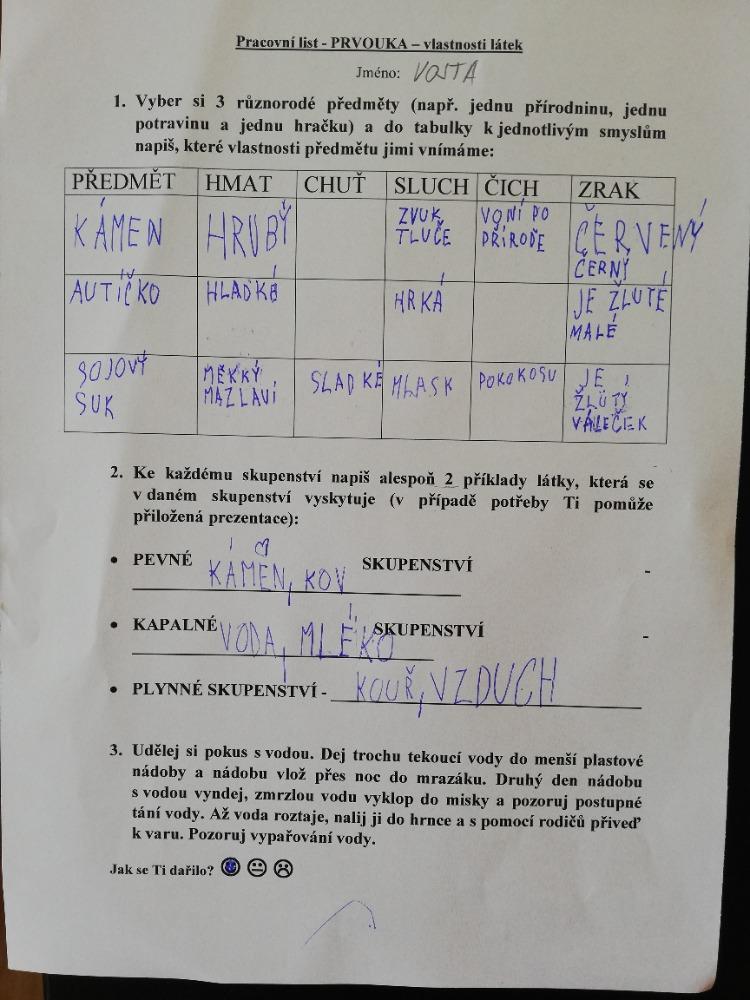 Pracovní list - PRVOUKA – vlastnosti látek
Jméno: VOJTA
1. Vyber si 3 různorodé předměty (např. jednu přírodninu, jednu
potravinu a jednu hračku) a do tabulky k jednotlivým smyslům
napiš, které vlastnosti předmětu jimi vnímáme:
PŘEDMĚT HMAT CHUŤ SLUCH ČICH ZRAK
KÁMEN HRUBÝ ZVUK TLUČE VONÍ PO PŘÍRODE ČERVENÝ ČERNÝ
AUTÍČKO HLADKÉ HRKÁ JE ŽLUTÉ MALÉ
SOJOVÝ SUK MĚKKÝ MAZLAVÍ SLADKÉ MLASK POKOKOSU JE ŽLUTÝ VÁLEČEK
2. Ke každému skupenství napiš alespoň 2 příklady látky, která se
v daném skupenství vyskytuje (v případě potřeby Ti pomůže
přiložená prezentace):
• PEVNÉ KÁMEN, KOV SKUPENSTVÍ -
• KAPALNÉ VODA, MLÉKO SKUPENSTVÍ -
• PLYNNÉ SKUPENSTVÍ - KOUŘ, VZDUCH
3. Udělej si pokus s vodou. Dej trochu tekoucí vody do menší plastové
nádoby a nádobu vlož přes noc do mrazáku. Druhý den nádobu
s vodou vyndej, zmrzlou vodu vyklop do misky a pozoruj postupné
tání vody. Až voda roztaje, nalij ji do hrnce a s pomocí rodičů přiveď
k varu. Pozoruj vypařování vody.
Jak se Ti dařilo?